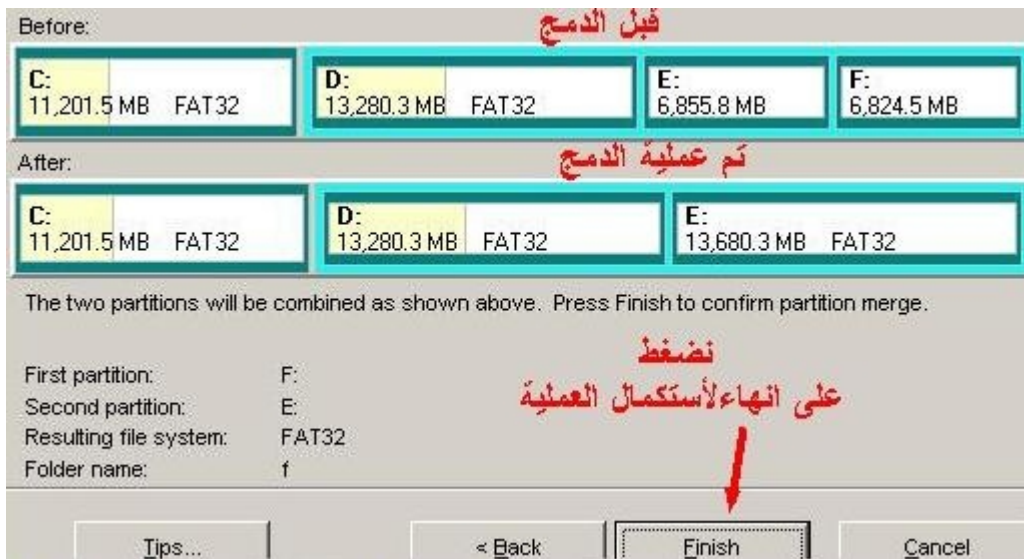 Before:
قبل الدمج
C:
11,201.5 MB FAT32
D:
13,280.3 MB FAT32
E:
6,855.8 MB
F:
6,824.5 MB
After:
تم عملية الدمج
C:
11,201.5 MB FAT32
D:
13,280.3 MB FAT32
E:
13,680.3 MB FAT32
The two partitions will be combined as shown above. Press Finish to confirm partition merge.
نضغط
على انهاءلأستكمال العملية
First partition: F:
Second partition: E:
Resulting file system: FAT32
Folder name: f
Tips... < Back Finish Cancel